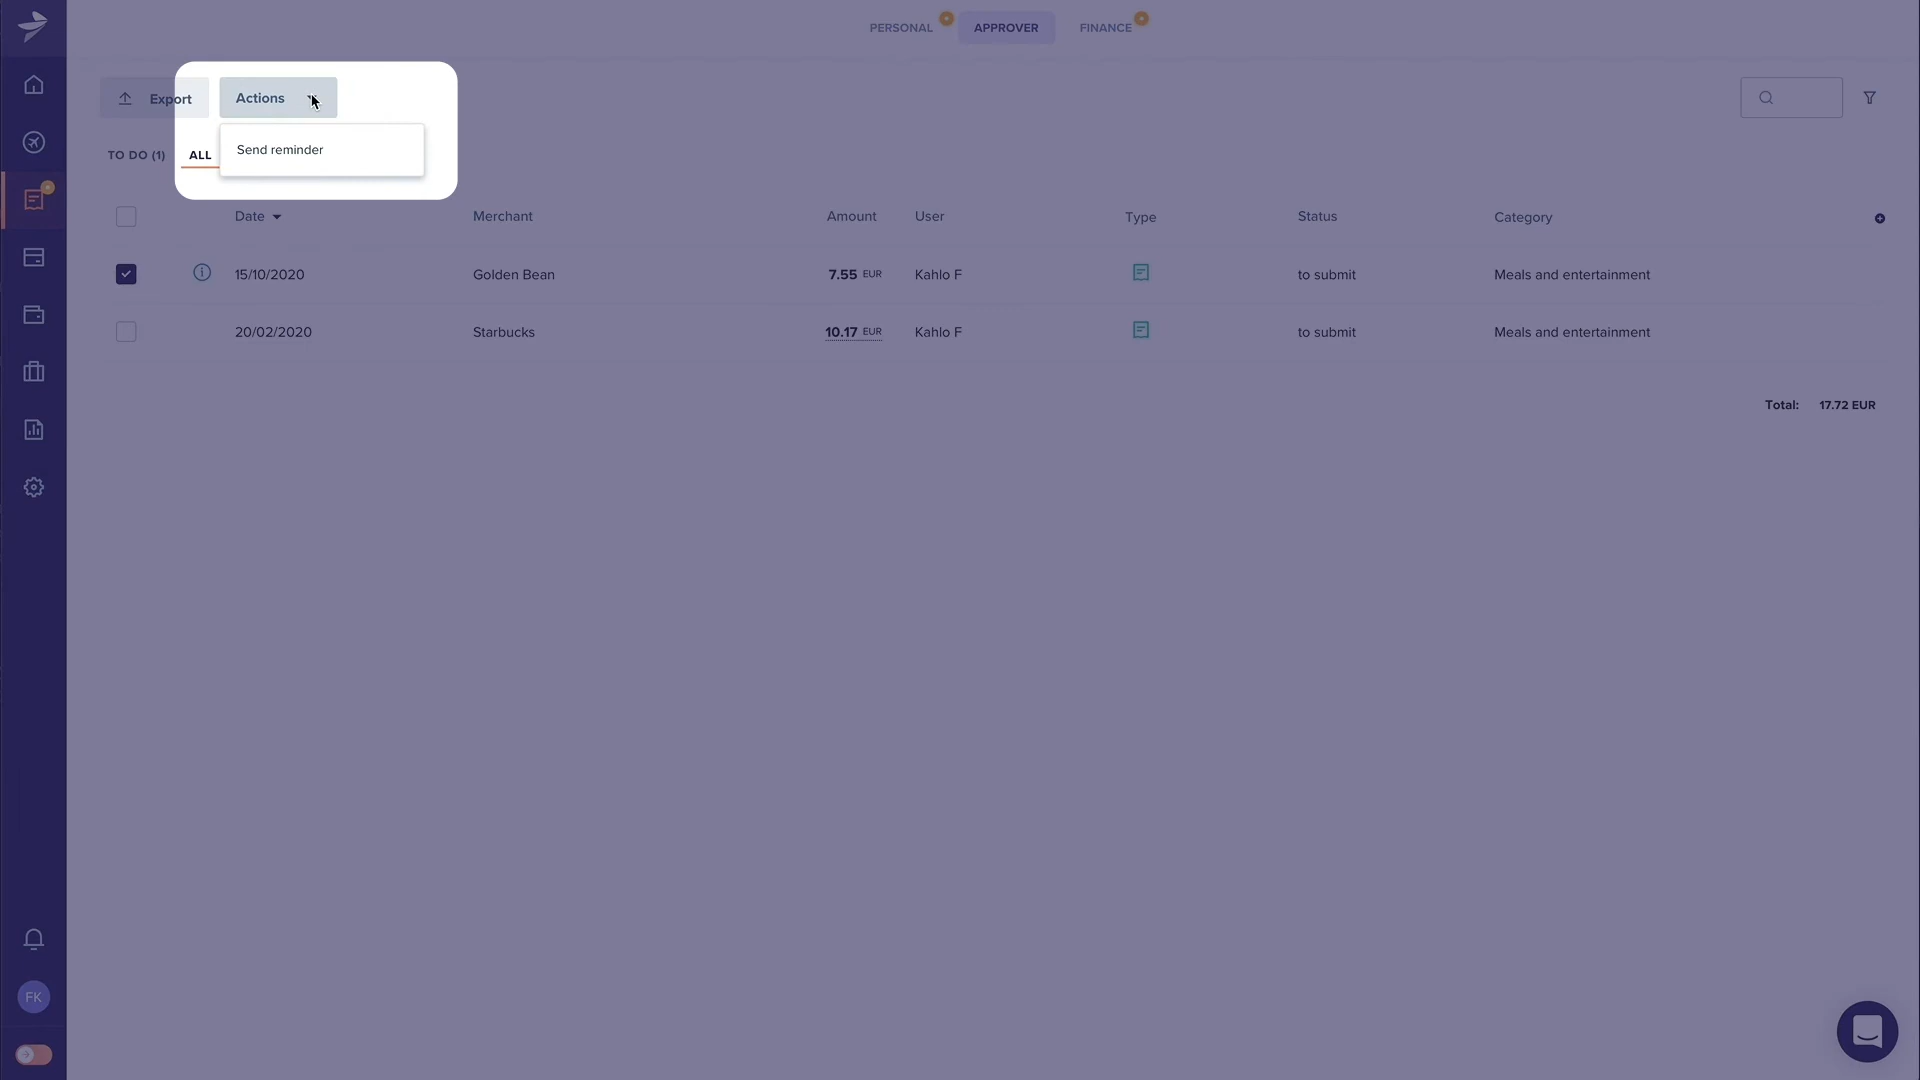 PERSONAL APPROVER FINANCE
Export Actions
Send reminder
TO DO (1) ALL
Date Merchant Amount User Type Status Category
15/10/2020 Golden Bean 7.55 EUR Kahlo F to submit Meals and entertainment
20/02/2020 Starbucks 10.17 EUR Kahlo F to submit Meals and entertainment
Total: 17.72 EUR
FK